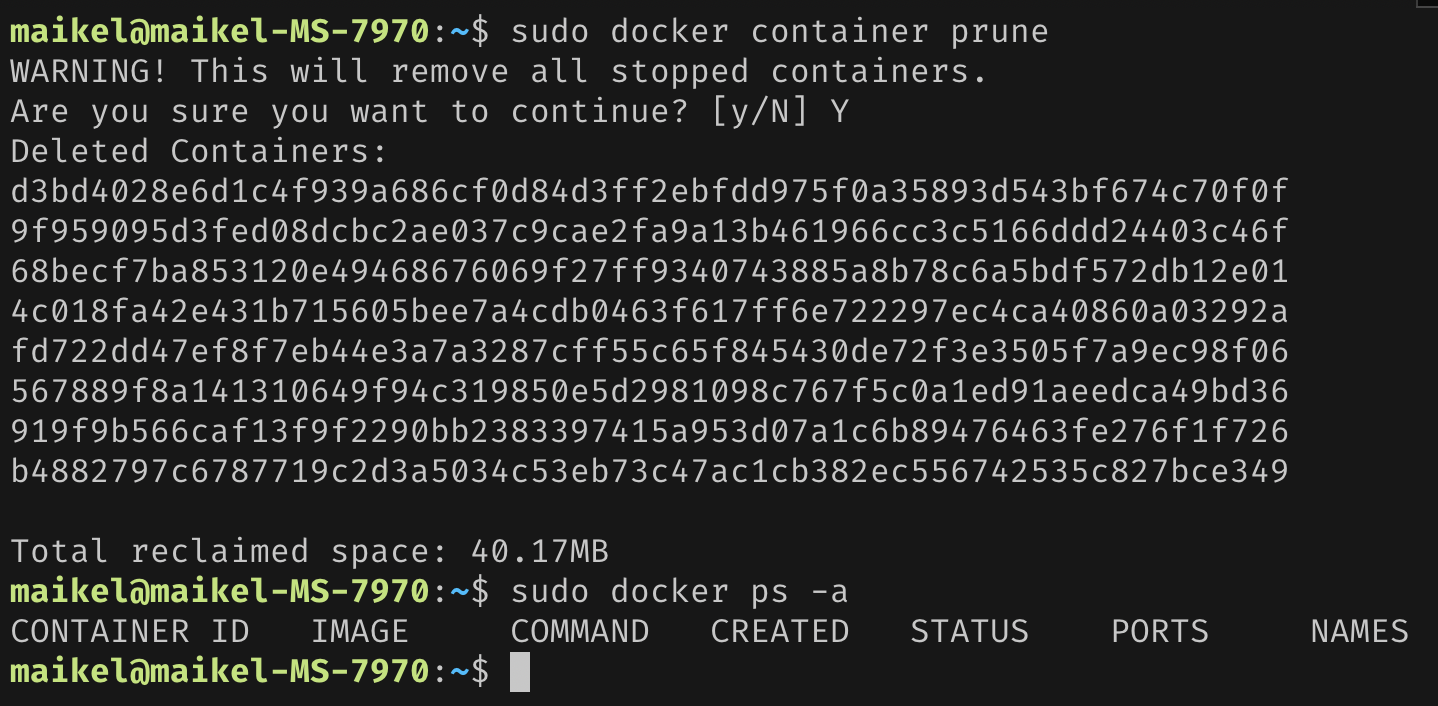 maikel@maikel-MS-7970:~$ sudo docker container prune
WARNING! This will remove all stopped containers.
Are you sure you want to continue? [y/N] Y
Deleted Containers:
d3bd4028e6d1c4f939a686cf0d84d3ff2ebfdd975f0a35893d543bf674c70f0f
9f959095d3fed08dcbc2ae037c9cae2fa9a13b461966cc3c5166ddd24403c46f
68becf7ba853120e49468676069f27ff9340743885a8b78c6a5bdf572db12e01
4c018fa42e431b715605bee7a4cdb0463f617ff6e722297ec4ca40860a03292a
fd722dd47ef8f7eb44e3a7a3287cff55c65f845430de72f3e3505f7a9ec98f06
567889f8a141310649f94c319850e5d2981098c767f5c0a1ed91aeedca49bd36
919f9b566caf13f9f2290bb2383397415a953d07a1c6b89476463fe276f1f726
b4882797c6787719c2d3a5034c53eb73c47ac1cb382ec556742535c827bce349

Total reclaimed space: 40.17MB
maikel@maikel-MS-7970:~$ sudo docker ps -a
CONTAINER ID   IMAGE     COMMAND   CREATED   STATUS    PORTS     NAMES
maikel@maikel-MS-7970:~$